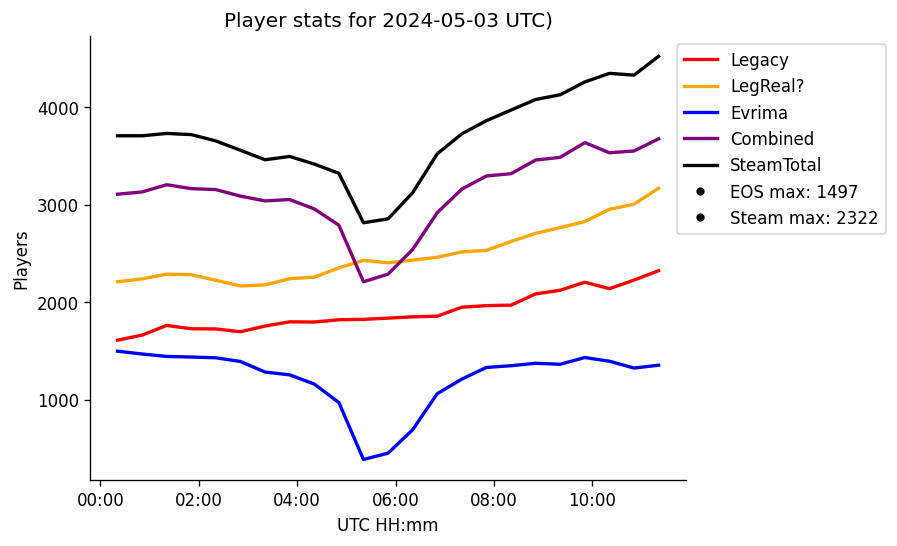 Player stats for 2024-05-03 UTC)
Legacy
LegReal?
Evrima
Combined
SteamTotal
EOS max: 1497
Steam max: 2322
4000
3000
2000
1000
Players
00:00 02:00 04:00 06:00 08:00 10:00
UTC HH:mm